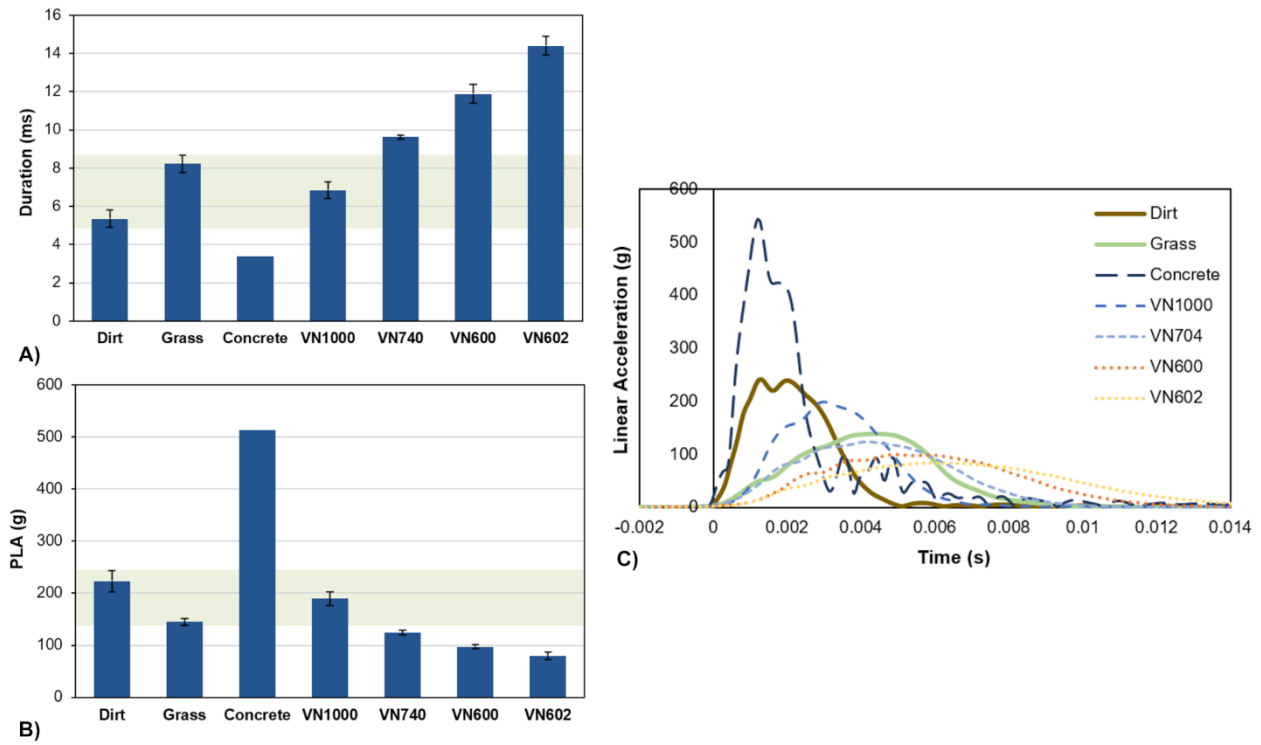 16
14
12
10
8
6
4
2
0
Duration (ms)
Dirt Grass Concrete VN1000 VN740 VN600 VN602
A)
600
500
400
300
200
100
0
PLA (g)
Dirt Grass Concrete VN1000 VN740 VN600 VN602
B)
600
500
400
300
200
100
0
Linear Acceleration (g)
Dirt
Grass
Concrete
VN1000
VN704
VN600
VN602
-0.002 0 0.002 0.004 0.006 0.008 0.01 0.012 0.014
Time (s)
C)